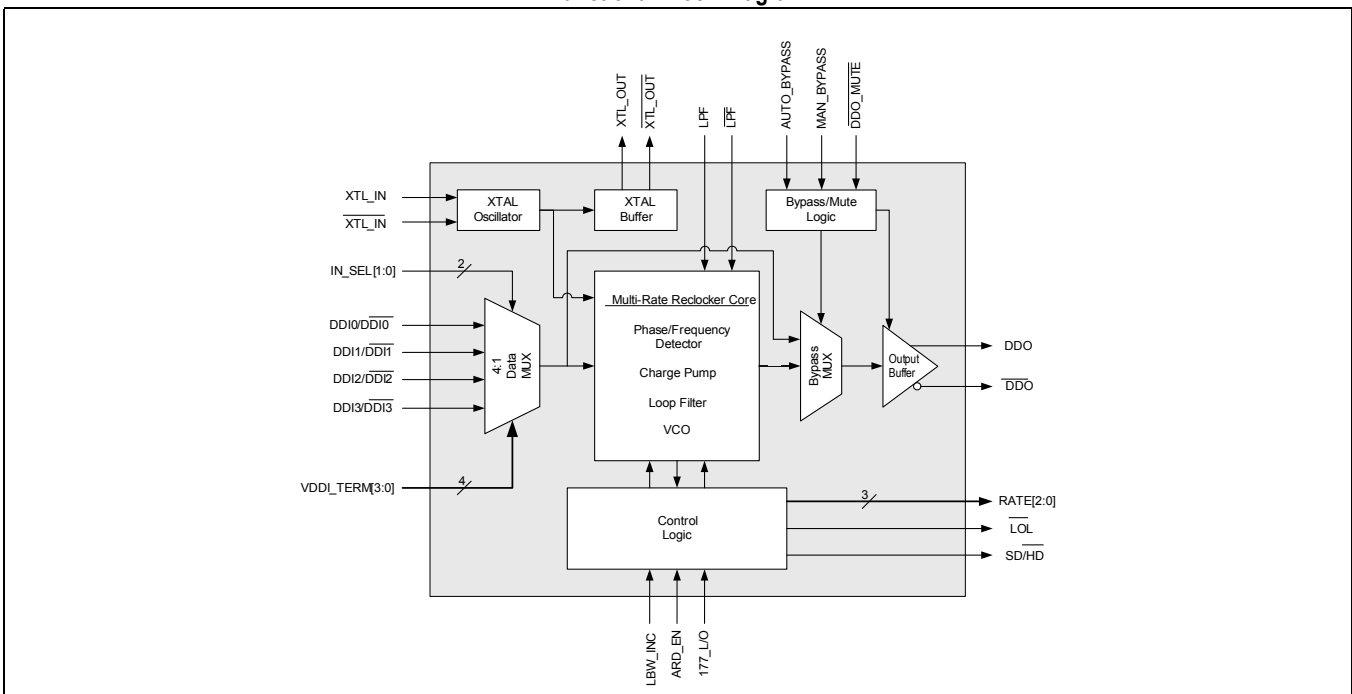 XTL_OUT
XTL_OUT
LPF
LPF
AUTO_BYPASS
MAN_BYPASS
DDO_MUTE
XTL_IN
XTL_IN
XTAL
Oscillator
XTAL
Buffer
Bypass/Mute
Logic
IN_SEL[1:0]
2
DDI0/DDI0
DDI1/DDI1
DDI2/DDI2
DDI3/DDI3
4:1
Data
MUX
Multi-Rate Reclocker Core
Phase/Frequency
Detector
Charge Pump
Loop Filter
VCO
Bypass
MUX
Output
Buffer
DDO
DDO
VDDI_TERM[3:0]
4
Control
Logic
3
RATE[2:0]
LOL
SD/HD
LBW_INC
ARD_EN
177_L/O